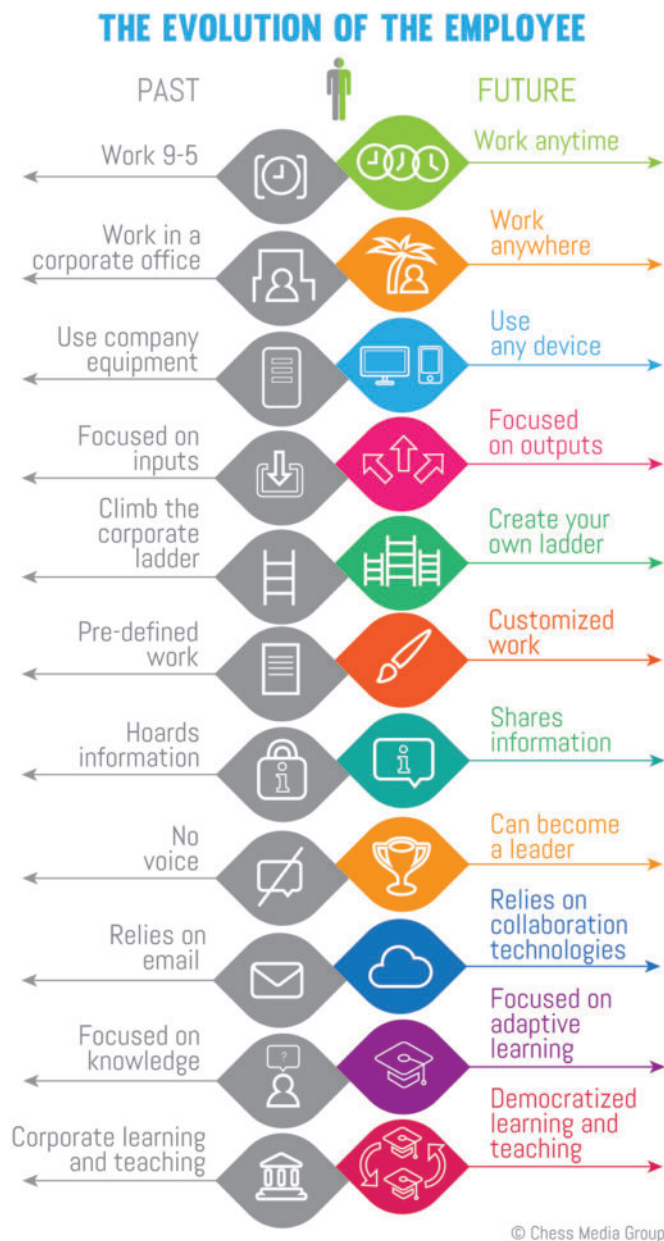 THE EVOLUTION OF THE EMPLOYEE
PAST
FUTURE
Work 9-5
Work anytime
Work in a
corporate office
Work
anywhere
Use company
equipment
Use
any device
Focused on
inputs
Focused
on outputs
Climb the
corporate
ladder
Create your
own ladder
Pre-defined
work
Customized
work
Hoards
information
i
i
Shares
information
No
voice
Can become
a leader
Relies on
email
Relies on
collaboration
technologies
Focused on
knowledge
?
Focused on
adaptive
learning
Corporate learning
and teaching
Democratized
learning and
teaching
© Chess Media Group